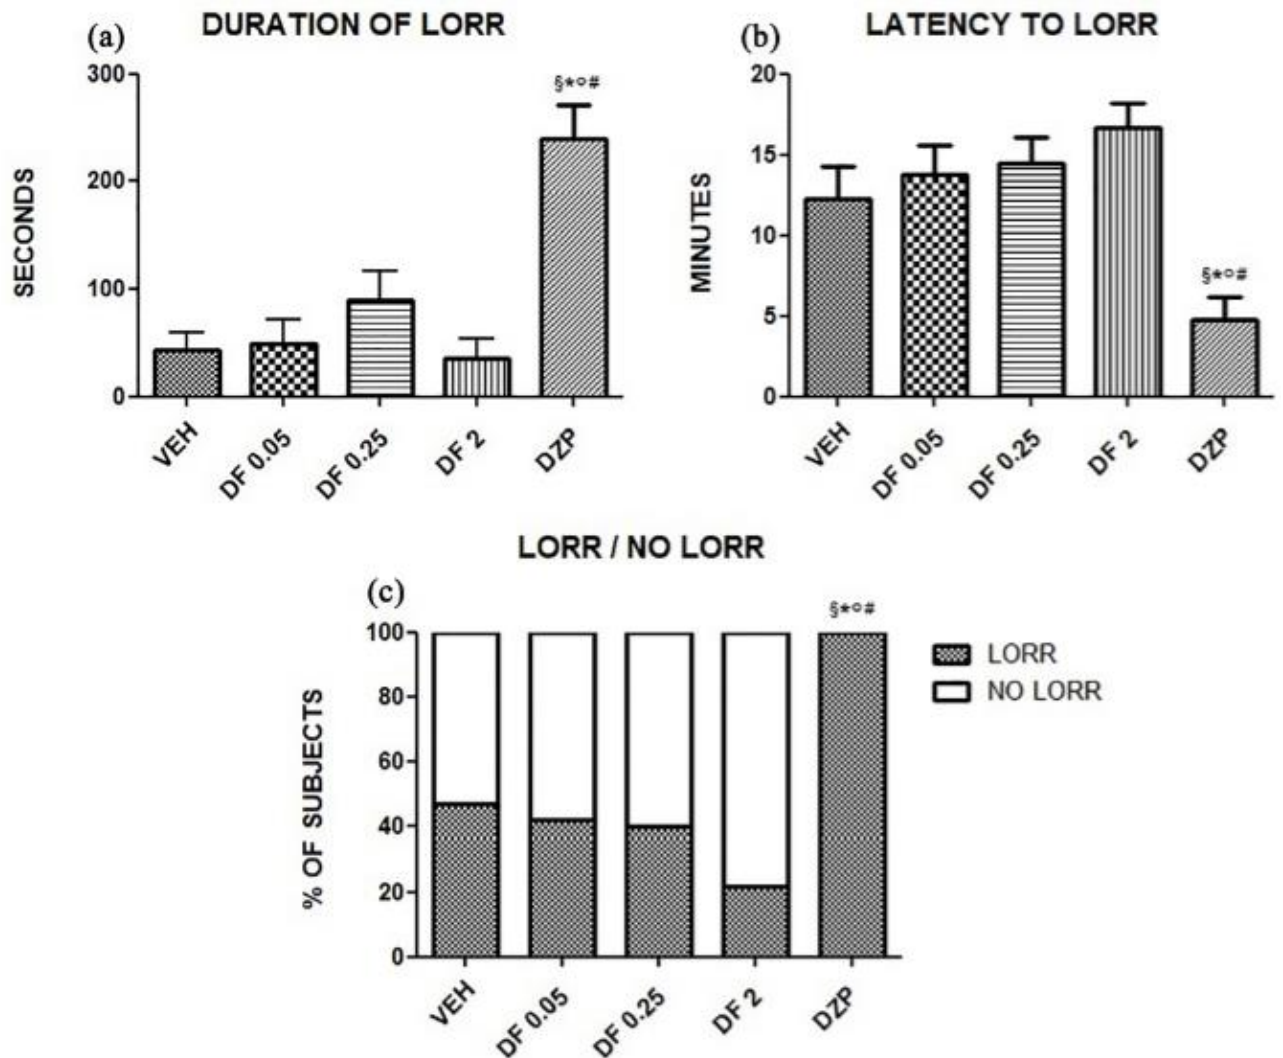 (a) DURATION OF LORR
300
200
100
0
SECONDS
§*°#
VEH
DF 0.05
DF 0.25
DF 2
DZP
(b) LATENCY TO LORR
20
15
10
5
0
MINUTES
§*°#
VEH
DF 0.05
DF 0.25
DF 2
DZP
LORR / NO LORR
(c)
100
80
60
40
20
0
% OF SUBJECTS
§*°#
LORR
NO LORR
VEH
DF 0.05
DF 0.25
DF 2
DZP